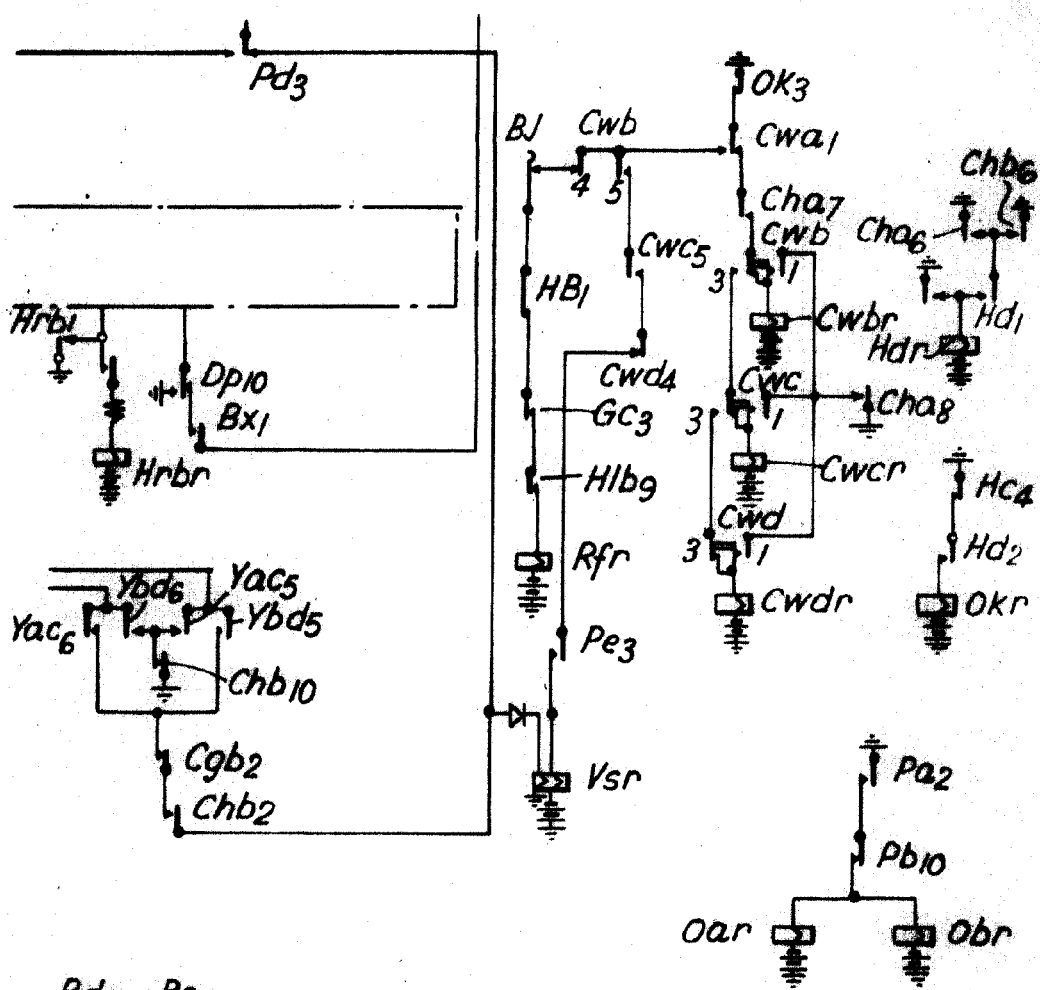 Pd3
OK3
BJ
Cwb
Cwa1
4
5
Chb6
Cha7
Cha6
Cwb
Cwc5
3
1
HB1
Hd1
Hrb1
Cwbr
Hdr
Dp10
Cwd4
Cwc
Bx1
Gc3
3
1
Cha8
Hrbr
Hlb9
Cwcr
Hc4
Cwd
Hd2
Rfr
3
1
Ybd6
Yac5
Cwdr
Okr
Yac6
Ybd5
Pe3
Chb10
Cgb2
Vsr
Pa2
Chb2
Pb10
Oar
Obr